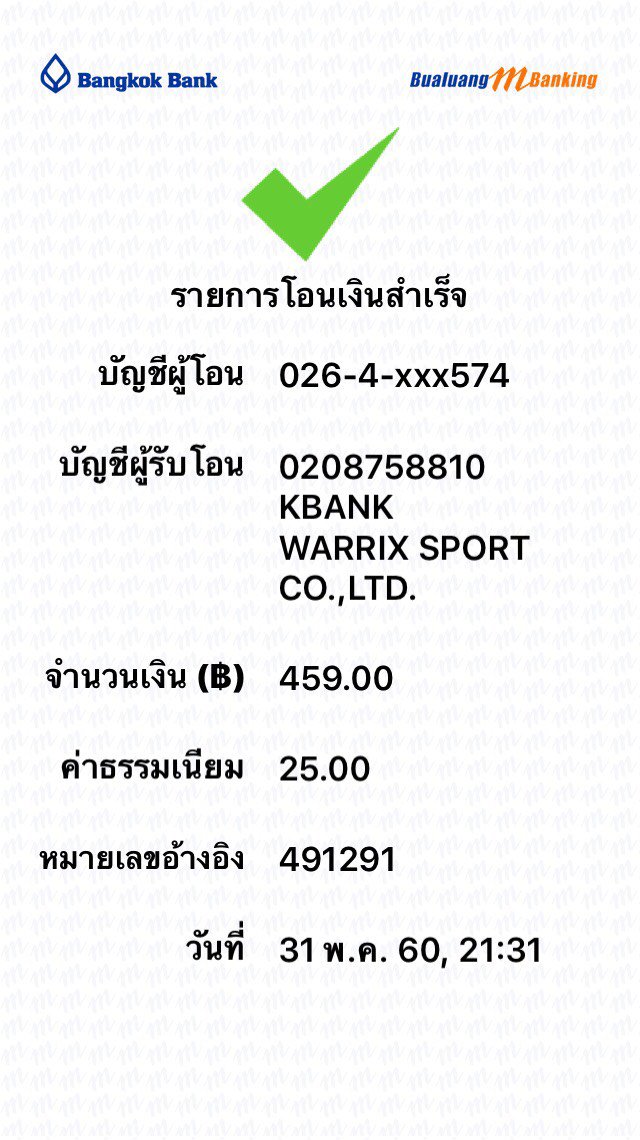 Bangkok Bank
Bualuang mBanking
รายการโอนเงินสำเร็จ
บัญชีผู้โอน 026-4-xxx574
บัญชีผู้รับโอน 0208758810
KBANK
WARRIX SPORT
CO.,LTD.
จำนวนเงิน (฿) 459.00
ค่าธรรมเนียม 25.00
หมายเลขอ้างอิง 491291
วันที่ 31 พ.ค. 60, 21:31